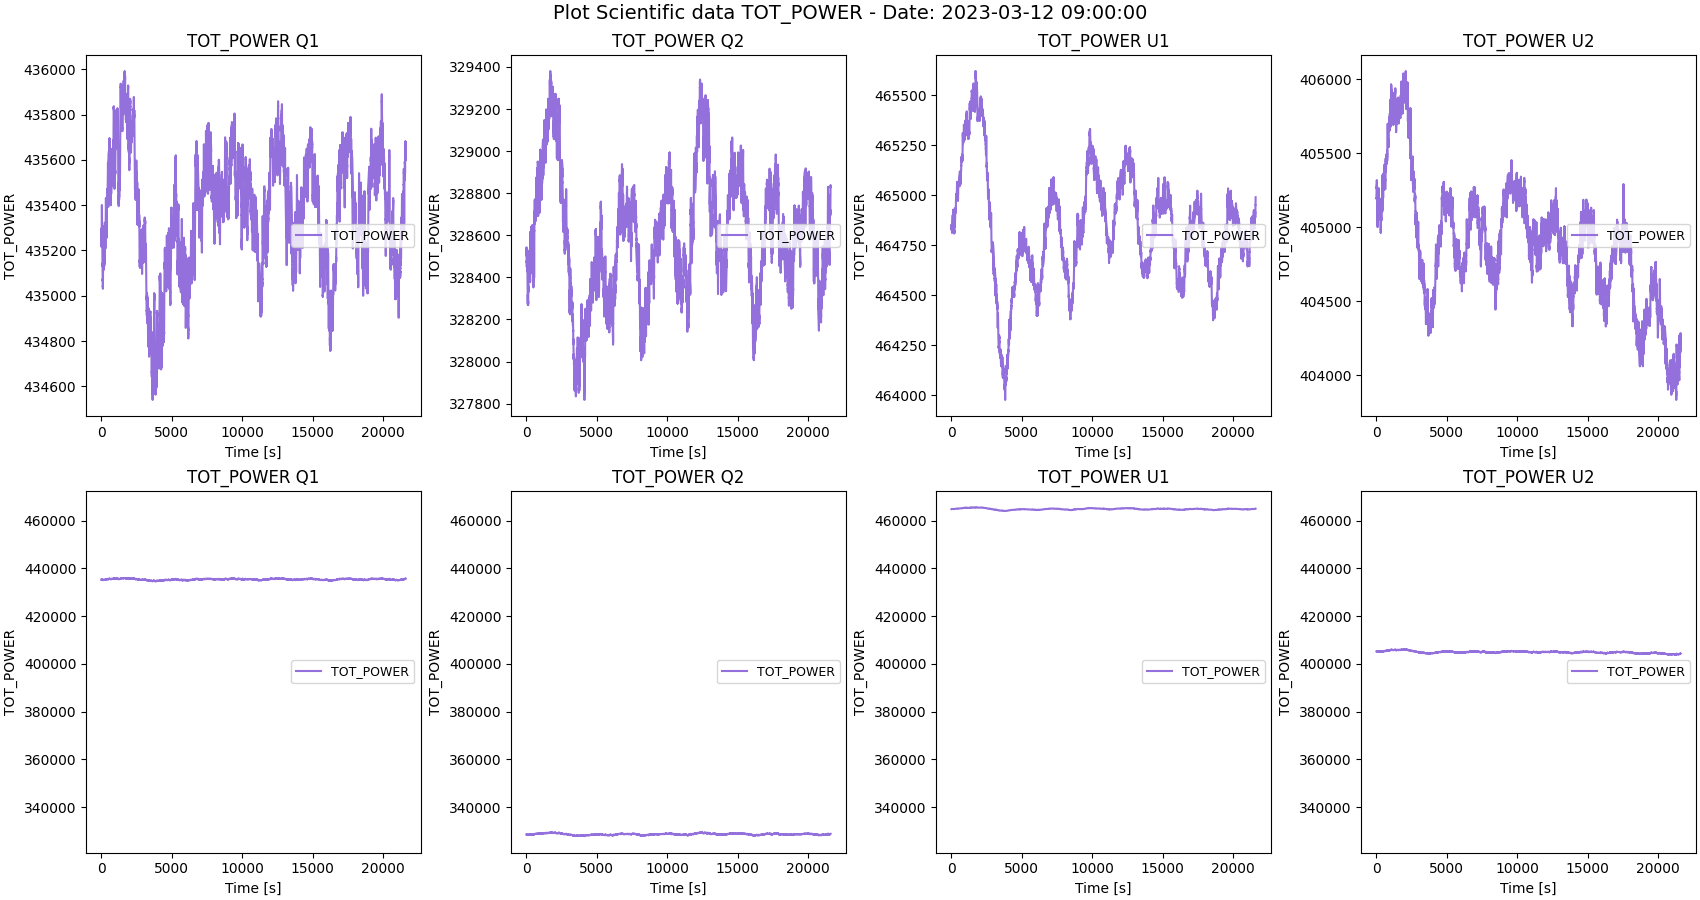 Plot Scientific data TOT_POWER - Date: 2023-03-12 09:00:00
TOT_POWER Q1
TOT_POWER
436000
435800
435600
435400
435200
435000
434800
434600
TOT_POWER
0 5000 10000 15000 20000
Time [s]
TOT_POWER Q2
TOT_POWER
329400
329200
329000
328800
328600
328400
328200
328000
327800
TOT_POWER
0 5000 10000 15000 20000
Time [s]
TOT_POWER U1
TOT_POWER
465500
465250
465000
464750
464500
464250
464000
TOT_POWER
0 5000 10000 15000 20000
Time [s]
TOT_POWER U2
TOT_POWER
406000
405500
405000
404500
404000
TOT_POWER
0 5000 10000 15000 20000
Time [s]
TOT_POWER Q1
TOT_POWER
460000
440000
420000
400000
380000
360000
340000
TOT_POWER
0 5000 10000 15000 20000
Time [s]
TOT_POWER Q2
TOT_POWER
460000
440000
420000
400000
380000
360000
340000
TOT_POWER
0 5000 10000 15000 20000
Time [s]
TOT_POWER U1
TOT_POWER
460000
440000
420000
400000
380000
360000
340000
TOT_POWER
0 5000 10000 15000 20000
Time [s]
TOT_POWER U2
TOT_POWER
460000
440000
420000
400000
380000
360000
340000
TOT_POWER
0 5000 10000 15000 20000
Time [s]